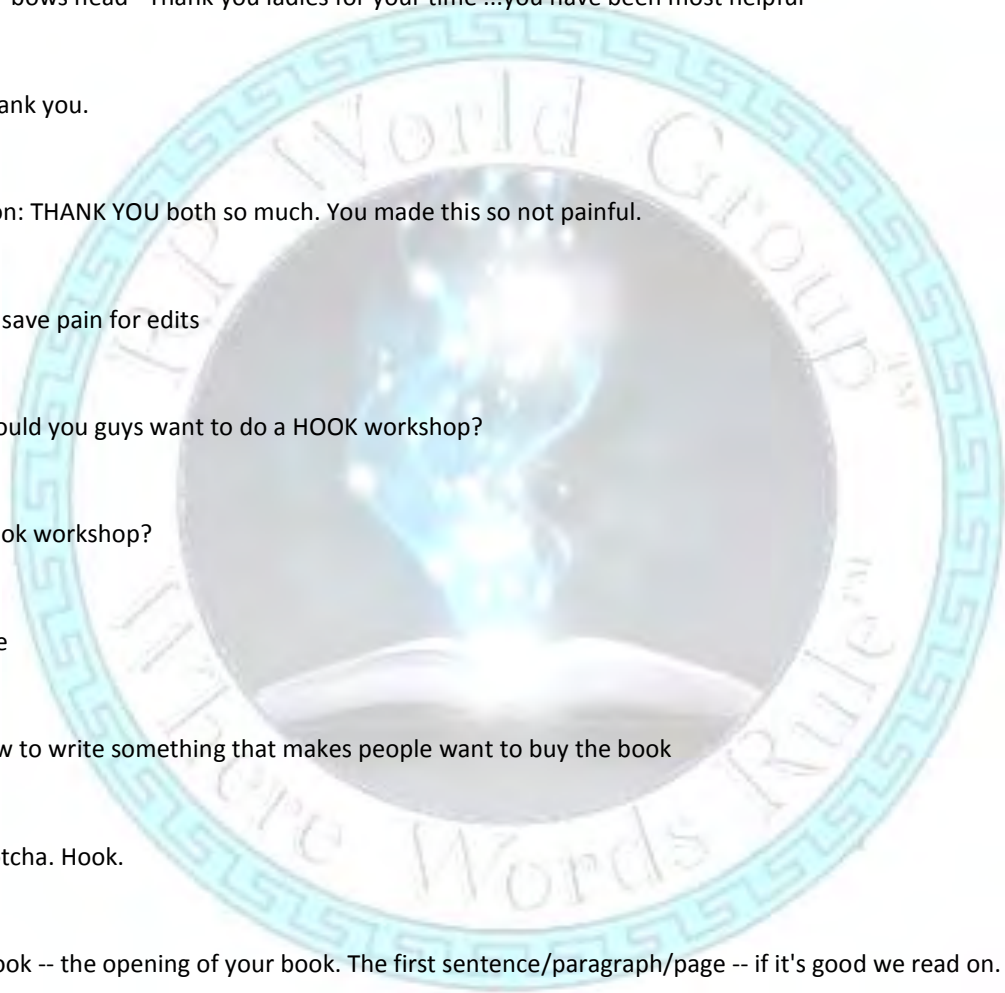 bows head" Thank you ladies for your time ...you have been most helpful
ank you.
on: THANK YOU both so much. You made this so not painful.
save pain for edits
ould you guys want to do a HOOK workshop?
ok workshop?
e
w to write something that makes people want to buy the book
tcha. Hook.
ook -- the opening of your book. The first sentence/paragraph/page -- if it's good we read on.
RP World Group TM
Where Words Rule TM